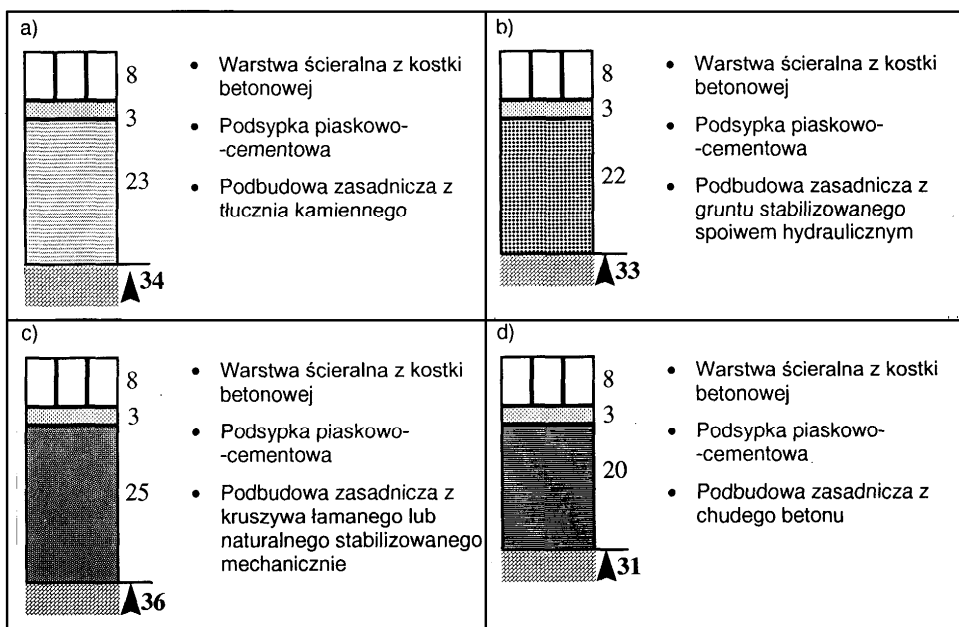 a)
8
3
23
34
• Warstwa ścieralna z kostki
betonowej
• Podsypka piaskowo-
-cementowa
• Podbudowa zasadnicza z
tłucznia kamiennego
b)
8
3
22
33
• Warstwa ścieralna z kostki
betonowej
• Podsypka piaskowo-
-cementowa
• Podbudowa zasadnicza z
gruntu stabilizowanego
spoiwem hydraulicznym
c)
8
3
25
36
• Warstwa ścieralna z kostki
betonowej
• Podsypka piaskowo-
-cementowa
• Podbudowa zasadnicza z
kruszywa łamanego lub
naturalnego stabilizowanego
mechanicznie
d)
8
3
20
31
• Warstwa ścieralna z kostki
betonowej
• Podsypka piaskowo-
-cementowa
• Podbudowa zasadnicza z
chudego betonu